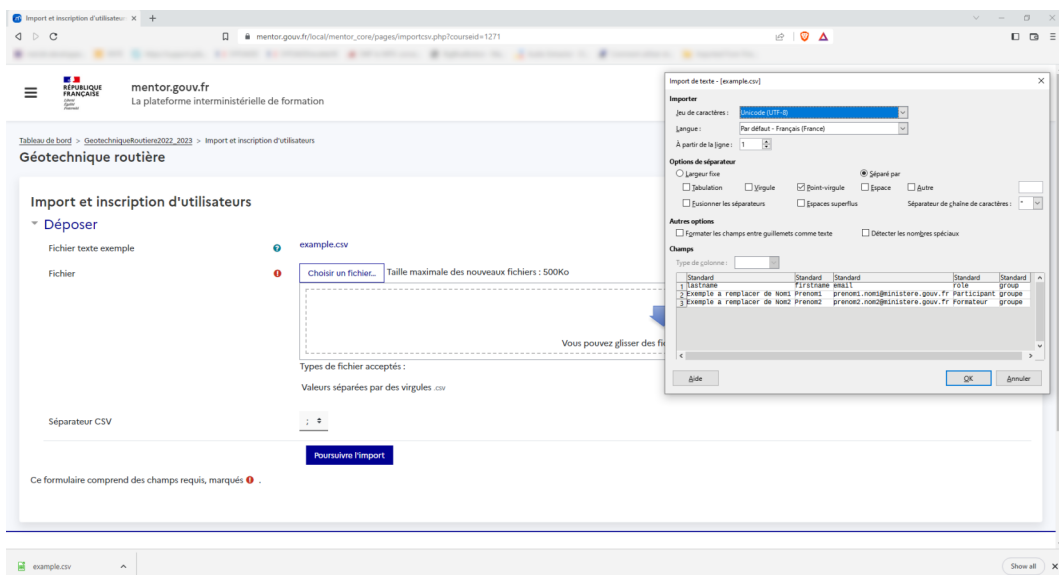 Import et inscription d'utilisateu
mentor.gouv.fr/local/mentor_core/pages/importcsv.php?courseid=1271
RÉPUBLIQUE
FRANÇAISE
Liberté
Égalité
Fraternité
mentor.gouv.fr
La plateforme interministérielle de formation
Tableau de bord > GeotechniqueRoutiere2022_2023 > Import et inscription d'utilisateurs
Géotechnique routière
Import et inscription d'utilisateurs
Déposer
Fichier texte exemple
example.csv
Fichier
Choisir un fichier... Taille maximale des nouveaux fichiers : 500Ko
Vous pouvez glisser des fi
Types de fichier acceptés :
Valeurs séparées par des virgules .csv
Séparateur CSV
;
Poursuivre l'import
Ce formulaire comprend des champs requis, marqués .
Import de texte - [example.csv]
Importer
Jeu de caractères : Unicode (UTF-8)
Langue : Par défaut - Français (France)
À partir de la ligne : 1
Options de séparateur
Largeur fixe Séparé par
Tabulation Virgule Point-virgule Espace Autre
Fusionner les séparateurs Espaces superflus Séparateur de chaîne de caractères : "
Autres options
Formater les champs entre guillemets comme texte Détecter les nombres spéciaux
Champs
Type de colonne :
Standard Standard Standard Standard Standard
1 lastname firstname email role group
2 Exemple a remplacer de Nom1 Prenom1 prenom1.nom1@ministere.gouv.fr Participant groupe
3 Exemple a remplacer de Nom2 Prenom2 prenom2.nom2@ministere.gouv.fr Formateur groupe
Aide OK Annuler
example.csv
Show all